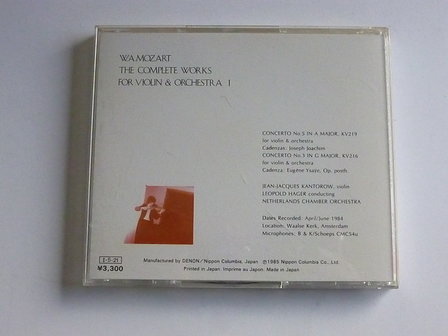 W.A.MOZART
THE COMPLETE WORKS
FOR VIOLIN & ORCHESTRA I
CONCERTO No.5 IN A MAJOR, KV219
for violin & orchestra
Cadenzas: Joseph Joachim
CONCERTO No.3 IN G MAJOR, KV216
for violin & orchestra
Cadenza: Eugène Ysaÿe, Op. posth.
JEAN-JACQUES KANTOROW, violin
LEOPOLD HAGER conducting
NETHERLANDS CHAMBER ORCHESTRA
Dates Recorded: April/June 1984
Location: Waalse Kerk, Amsterdam
Microphones: B & K/Schoeps CMC54u
I-5-21
¥3,300
Manufactured by DENON/Nippon Columbia, Japan ℗1985 Nippon Columbia Co., Ltd.
Printed in Japan. Imprimé au Japon. Made in Japan